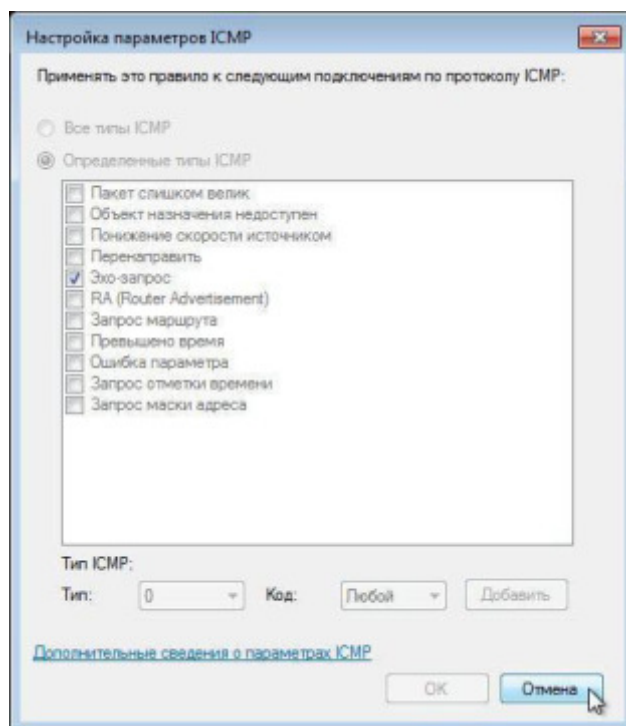 Настройка параметров ICMP
Применять это правило к следующим подключениям по протоколу ICMP:
Все типы ICMP
Определенные типы ICMP
Пакет слишком велик
Объект назначения недоступен
Понижение скорости источником
Перенаправить
Эхо-запрос
RA (Router Advertisement)
Запрос маршрута
Превышено время
Ошибка параметра
Запрос отметки времени
Запрос маски адреса
Тип ICMP:
Тип: 0 Код: Любой Добавить
Дополнительные сведения о параметрах ICMP
ОК Отмена